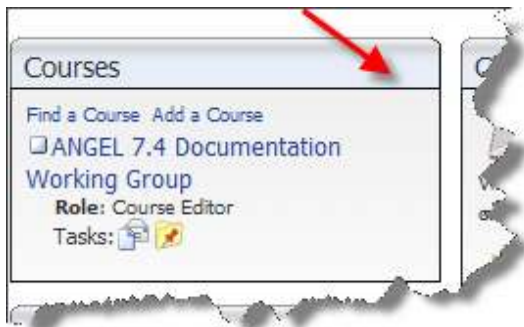 Courses
Find a Course Add a Course
ANGEL 7.4 Documentation
Working Group
Role: Course Editor
Tasks: